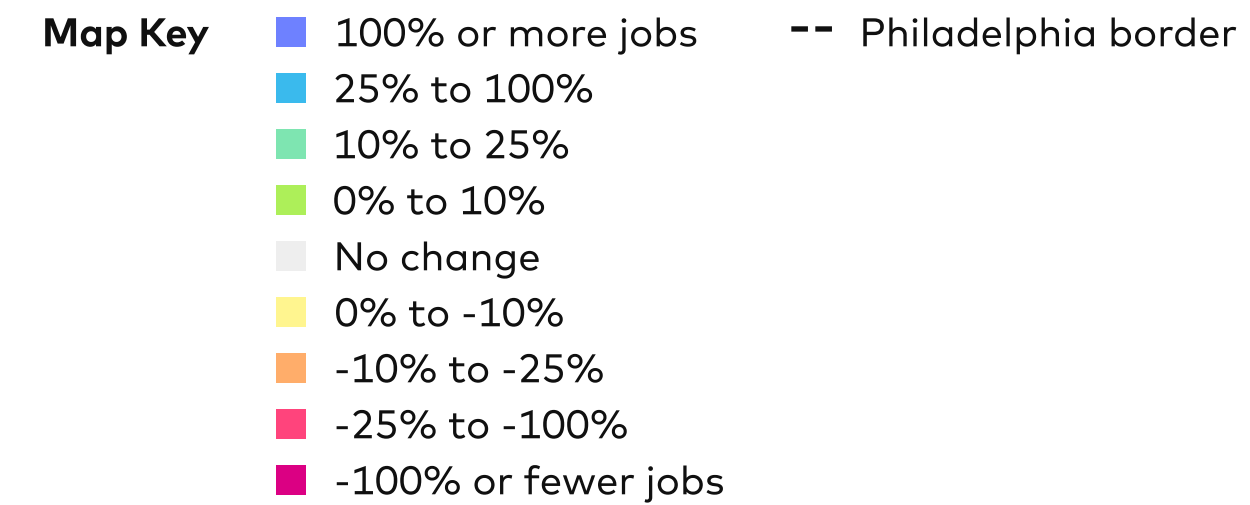 Map Key
100% or more jobs
-- Philadelphia border
25% to 100%
10% to 25%
0% to 10%
No change
0% to -10%
-10% to -25%
-25% to -100%
-100% or fewer jobs